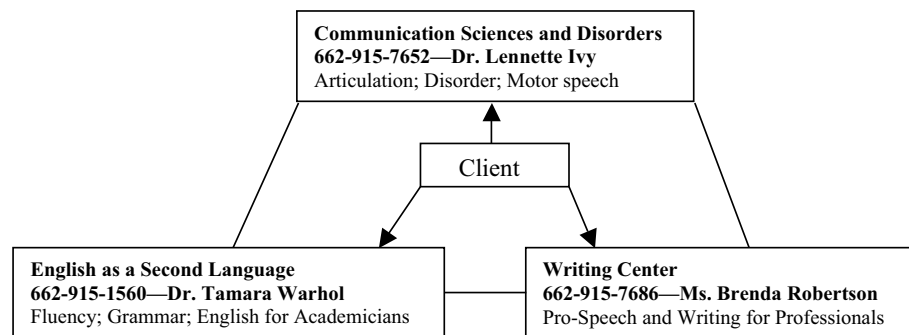 Communication Sciences and Disorders
662-915-7652—Dr. Lennette Ivy
Articulation; Disorder; Motor speech
Client
English as a Second Language
662-915-1560—Dr. Tamara Warhol
Fluency; Grammar; English for Academicians
Writing Center
662-915-7686—Ms. Brenda Robertson
Pro-Speech and Writing for Professionals